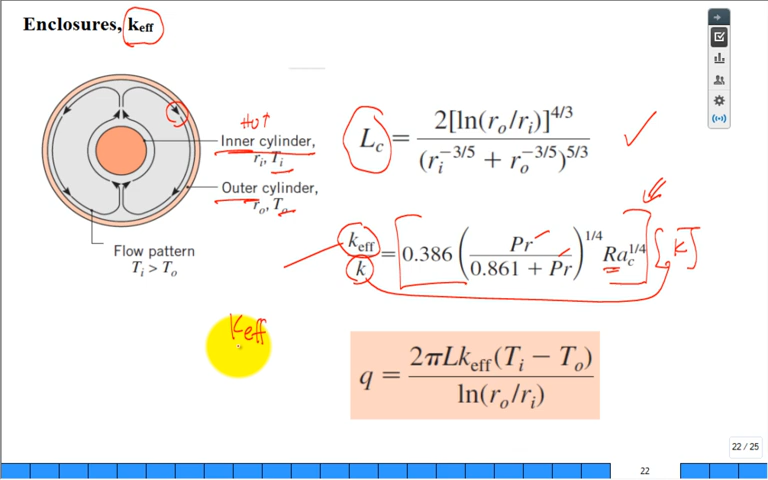 Enclosures, keff
HOT
Inner cylinder,
ri, Ti
Outer cylinder,
ro, To
Flow pattern
Ti > To
Lc = 2[ln(ro/ri)]^4/3 / (ri^−3/5 + ro^−3/5)^5/3
keff / k = 0.386 (Pr / 0.861 + Pr)^1/4 Rac^1/4 [k]
keff
q = 2πLkeff(Ti − To) / ln(ro/ri)
22 / 25
22